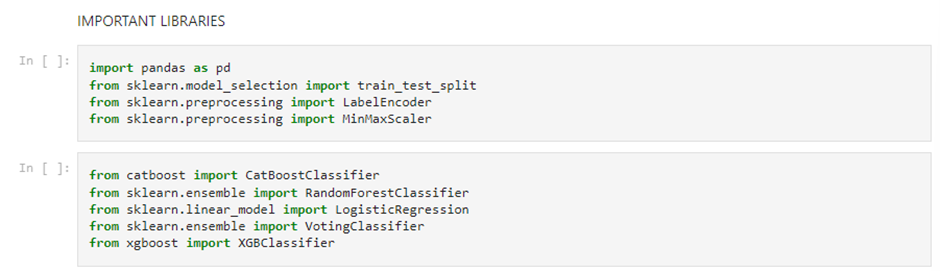 IMPORTANT LIBRARIES
In [ ]:
import pandas as pd
from sklearn.model_selection import train_test_split
from sklearn.preprocessing import LabelEncoder
from sklearn.preprocessing import MinMaxScaler
In [ ]:
from catboost import CatBoostClassifier
from sklearn.ensemble import RandomForestClassifier
from sklearn.linear_model import LogisticRegression
from sklearn.ensemble import VotingClassifier
from xgboost import XGBClassifier